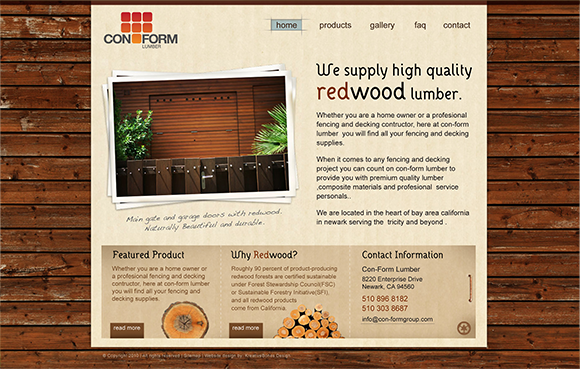 CON FORM
LUMBER
home products gallery faq contact
We supply high quality
redwood lumber.
Whether you are a home owner or a profesional
fencing and decking contructor, here at con-form
lumber you will find all your fencing and decking
supplies.
When it comes to any fencing and decking
project you can count on con-form lumber to
provide you with premium quality lumber
,composite materials and profesional service
personals..
We are located in the heart of bay area california
in newark serving the tricity and beyond .
Main gate and garage doors with redwood.
Naturally Beautiful and durable.
Featured Product
Whether you are a home owner or
a profesional fencing and decking
contructor, here at con-form lumber
you will find all your fencing and
decking supplies.
read more
Why Redwood?
Roughly 90 percent of product-producing
redwood forests are certified sustainable
under Forest Stewardship Council(FSC)
or Sustainable Forestry Initiative(SFI),
and all redwood products
come from California.
read more
Contact Information
Con-Form Lumber
8220 Enterprise Drive
Newark, CA 94560
510 896 8182
510 303 8687
info@con-formgroup.com
© Copyright 2009 | all rights reserved | Sitemap | Website design by: Design